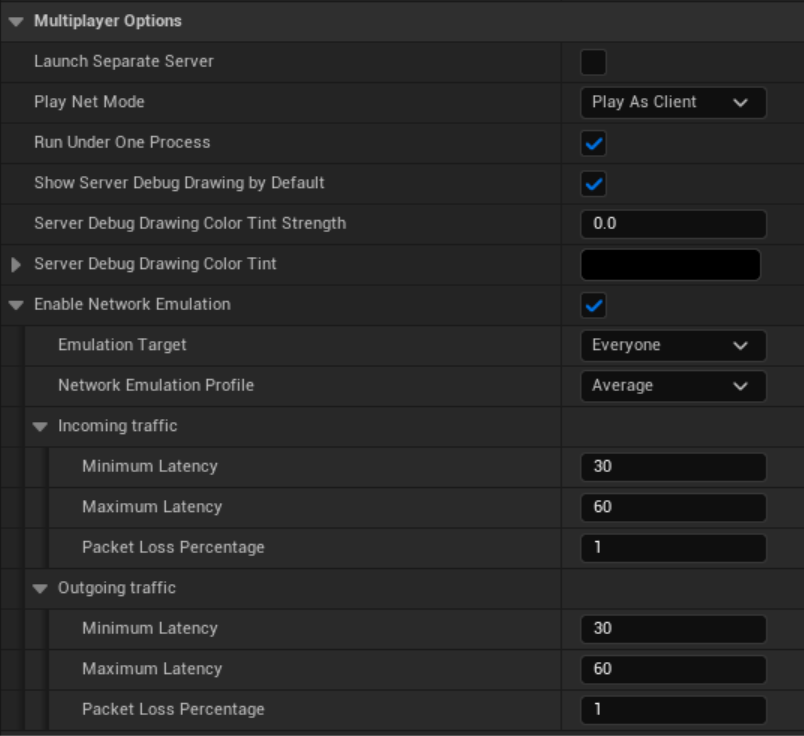 Multiplayer Options
Launch Separate Server
Play Net Mode Play As Client
Run Under One Process
Show Server Debug Drawing by Default
Server Debug Drawing Color Tint Strength 0.0
Server Debug Drawing Color Tint
Enable Network Emulation
Emulation Target Everyone
Network Emulation Profile Average
Incoming traffic
Minimum Latency 30
Maximum Latency 60
Packet Loss Percentage 1
Outgoing traffic
Minimum Latency 30
Maximum Latency 60
Packet Loss Percentage 1